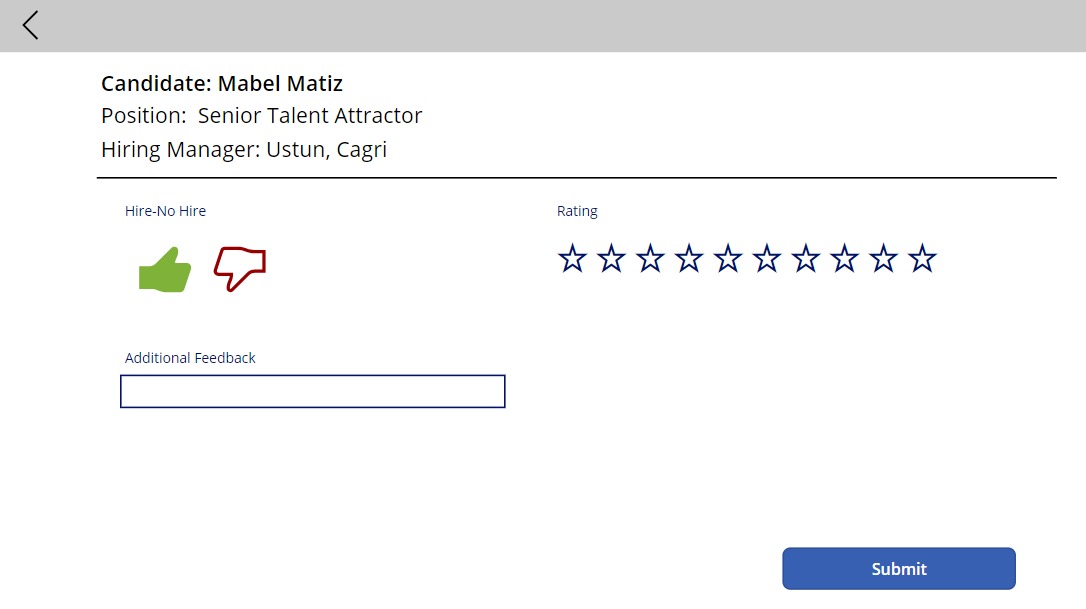 Candidate: Mabel Matiz
Position:  Senior Talent Attractor
Hiring Manager: Ustun, Cagri
Hire-No Hire
Rating
Additional Feedback
Submit